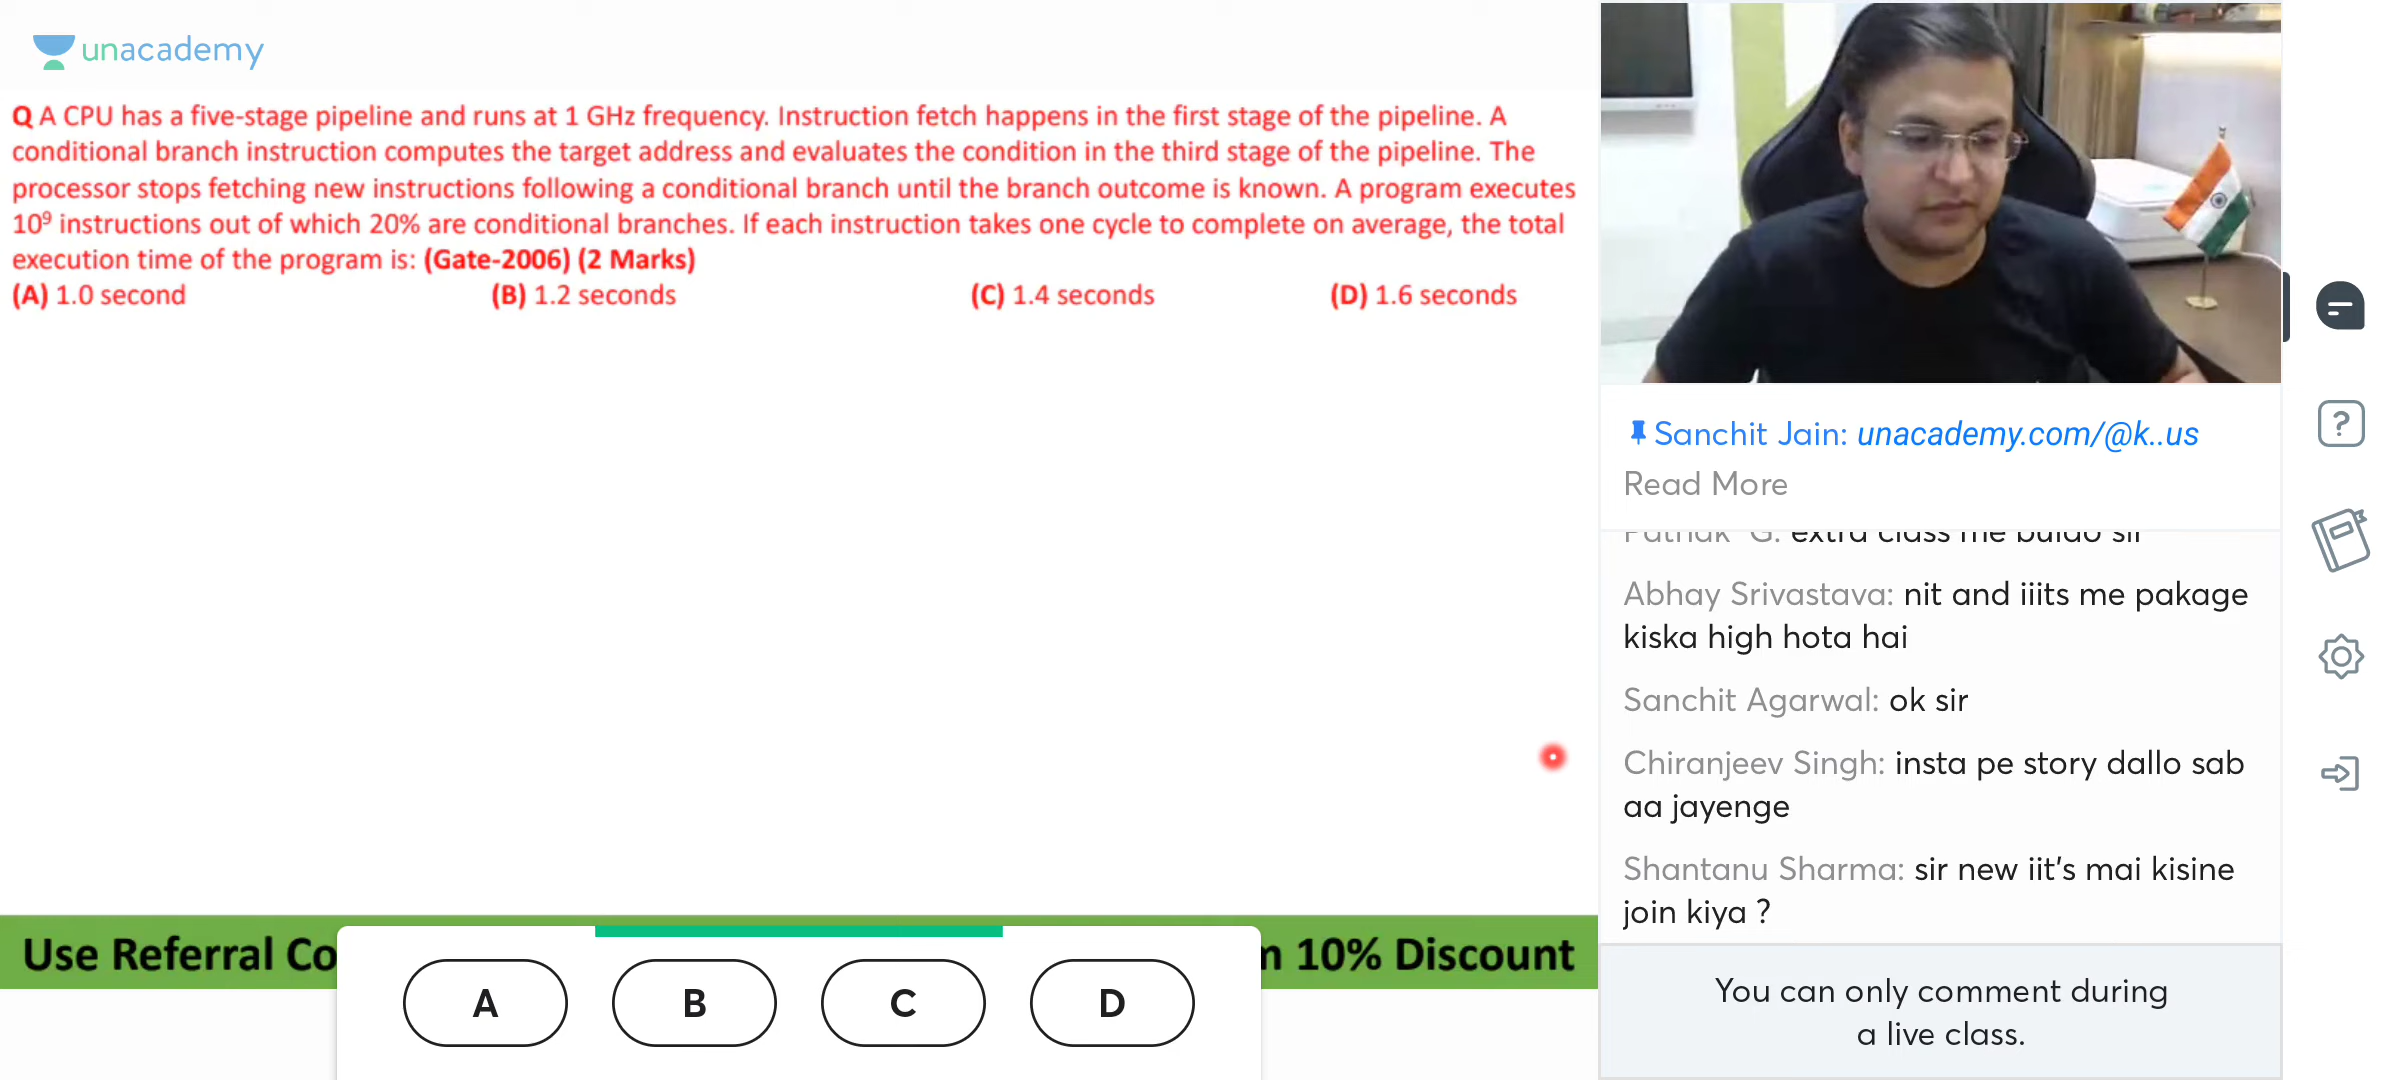 unacademy
Q A CPU has a five-stage pipeline and runs at 1 GHz frequency. Instruction fetch happens in the first stage of the pipeline. A
conditional branch instruction computes the target address and evaluates the condition in the third stage of the pipeline. The
processor stops fetching new instructions following a conditional branch until the branch outcome is known. A program executes
10⁹ instructions out of which 20% are conditional branches. If each instruction takes one cycle to complete on average, the total
execution time of the program is: (Gate-2006) (2 Marks)
(A) 1.0 second (B) 1.2 seconds (C) 1.4 seconds (D) 1.6 seconds
Use Referral Co
10% Discount
A B C D
Sanchit Jain: unacademy.com/@k..us
Read More
extra class me bulao sir
Abhay Srivastava: nit and iiits me pakage
kiska high hota hai
Sanchit Agarwal: ok sir
Chiranjeev Singh: insta pe story dallo sab
aa jayenge
Shantanu Sharma: sir new iit's mai kisine
join kiya ?
You can only comment during
a live class.
?